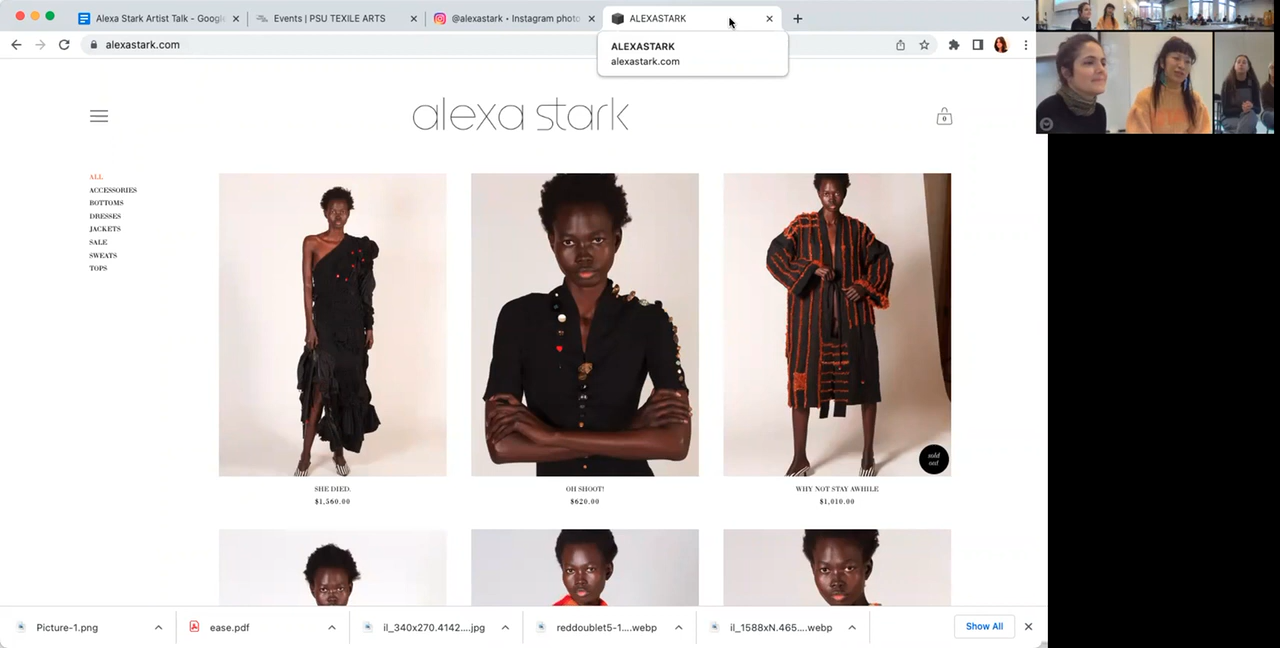 Alexa Stark Artist Talk - Google
Events | PSU TEXILE ARTS
@alexastark • Instagram photo
ALEXASTARK
alexastark.com
ALEXASTARK
alexastark.com
alexa stark
0
ALL
ACCESSORIES
BOTTOMS
DRESSES
JACKETS
SALE
SWEATS
TOPS
sold
out
SHE DIED.
$1,560.00
OH SHOOT!
$620.00
WHY NOT STAY AWHILE
$1,010.00
Picture-1.png
ease.pdf
il_340x270.4142....jpg
reddoublet5-1....webp
il_1588xN.465....webp
Show All